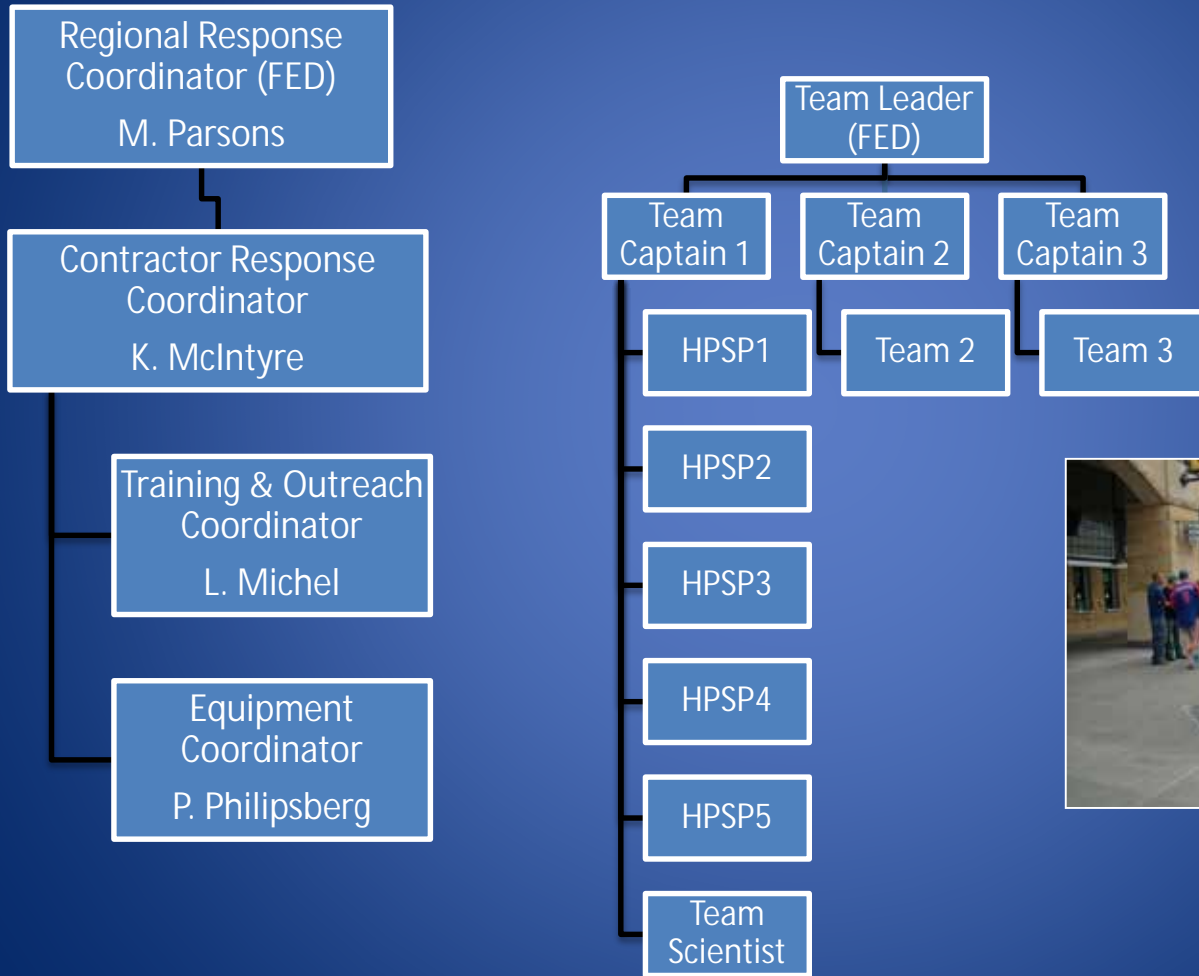 Regional Response
Coordinator (FED)
M. Parsons
Contractor Response
Coordinator
K. McIntyre
Training & Outreach
Coordinator
L. Michel
Equipment
Coordinator
P. Philipsberg
Team Leader
(FED)
Team
Captain 1
Team
Captain 2
Team
Captain 3
HPSP1
Team 2
Team 3
HPSP2
HPSP3
HPSP4
HPSP5
Team
Scientist